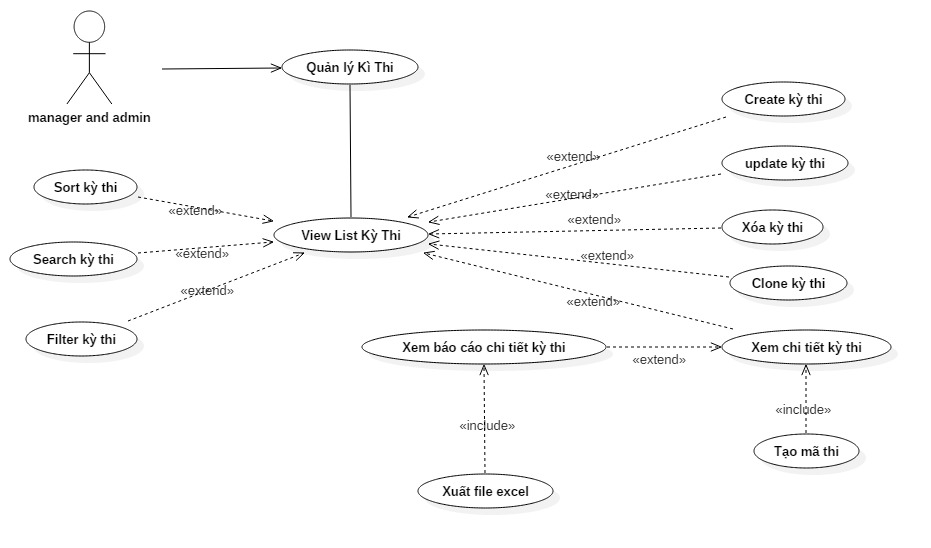 Quản lý Kì Thi
Create kỳ thi
manager and admin
«extend»
update kỳ thi
Sort kỳ thi
«extend»
«extend»
«extend»
Xóa kỳ thi
View List Kỳ Thi
Search kỳ thi
«extend»
«extend»
Clone kỳ thi
«extend»
«extend»
Filter kỳ thi
Xem báo cáo chi tiết kỳ thi
«extend»
Xem chi tiết kỳ thi
«include»
«include»
Tạo mã thi
Xuất file excel